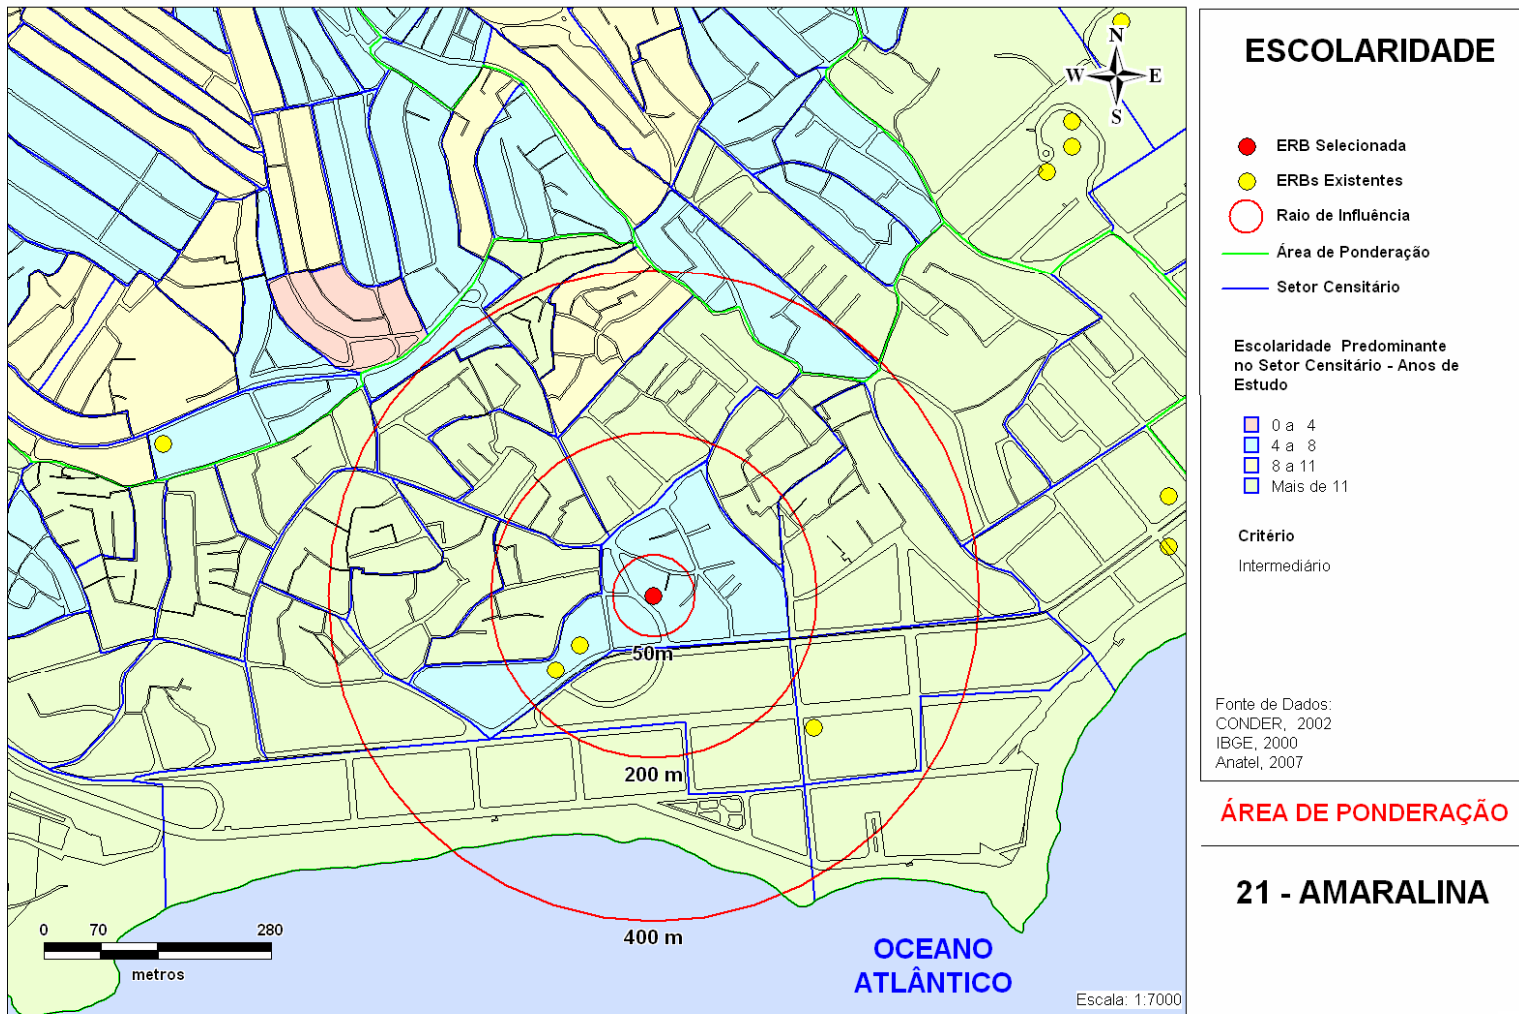 N
W E
S
50m
200 m
400 m
0 70 280
metros
OCEANO
ATLÂNTICO
Escala: 1:7000
ESCOLARIDADE
ERB Selecionada
ERBs Existentes
Raio de Influência
Área de Ponderação
Setor Censitário
Escolaridade Predominante
no Setor Censitário - Anos de
Estudo
0 a 4
4 a 8
8 a 11
Mais de 11
Critério
Intermediário
Fonte de Dados:
CONDER, 2002
IBGE, 2000
Anatel, 2007
ÁREA DE PONDERAÇÃO
21 - AMARALINA